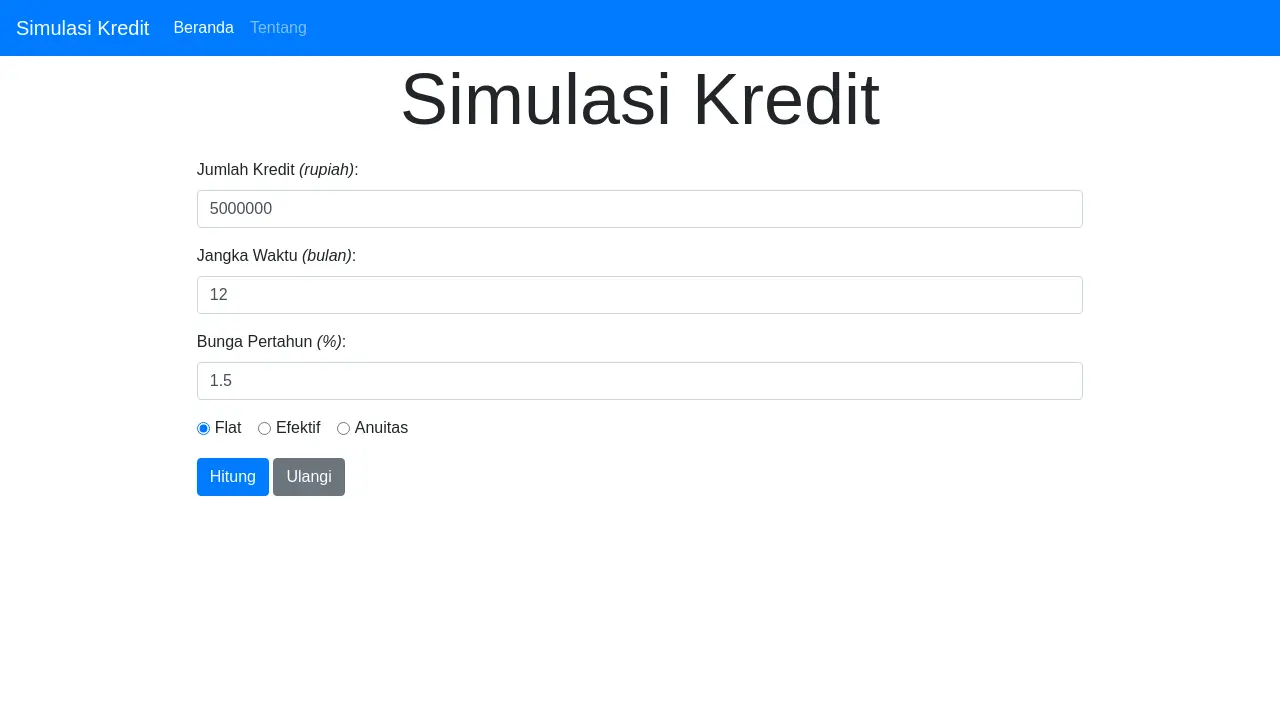 Simulasi Kredit Beranda Tentang
Simulasi Kredit
Jumlah Kredit (rupiah):
5000000
Jangka Waktu (bulan):
12
Bunga Pertahun (%):
1.5
Flat Efektif Anuitas
Hitung Ulangi